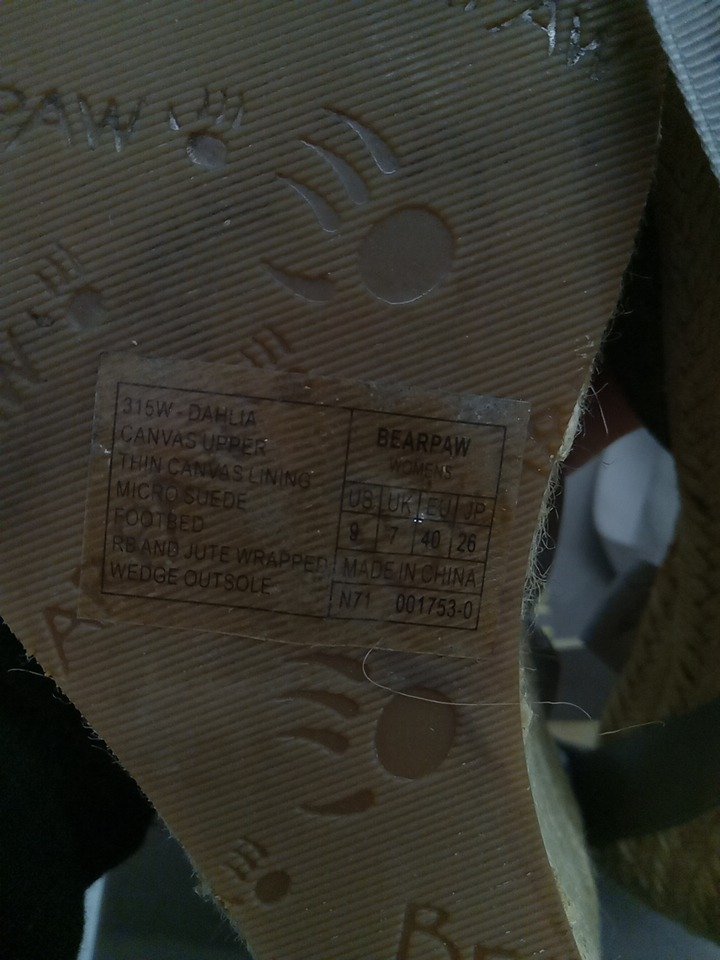 PAW
315W - DAHLIA
CANVAS UPPER
THIN CANVAS LINING
MICRO SUEDE
FOOTBED
RB AND JUTE WRAPPED
WEDGE OUTSOLE
BEARPAW
WOMENS
US UK EU JP
9 7 40 26
MADE IN CHINA
N71 001753-0